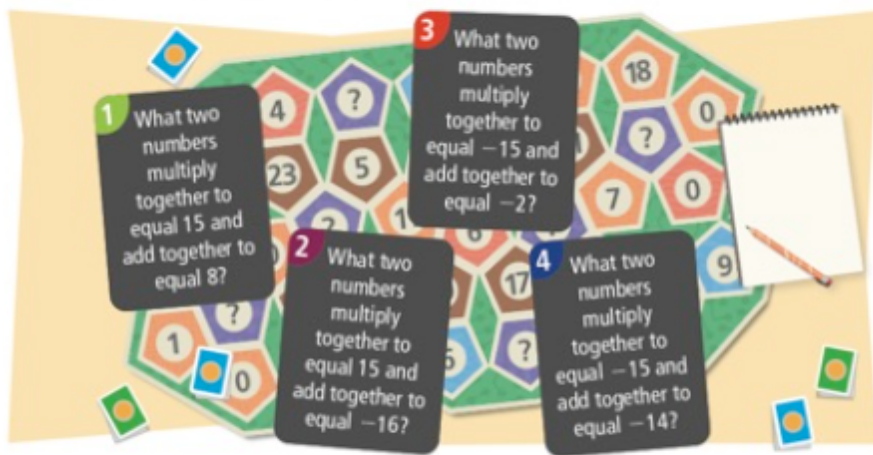 1
What two
numbers
multiply
together to
equal 15 and
add together to
equal 8?
2
What two
numbers
multiply
together to
equal 15 and
add together to
equal −16?
3
What two
numbers
multiply
together to
equal −15 and
add together to
equal −2?
4
What two
numbers
multiply
together to
equal −15 and
add together to
equal −14?
4
?
18
0
23
5
?
7
0
17
9
?
1
0
?